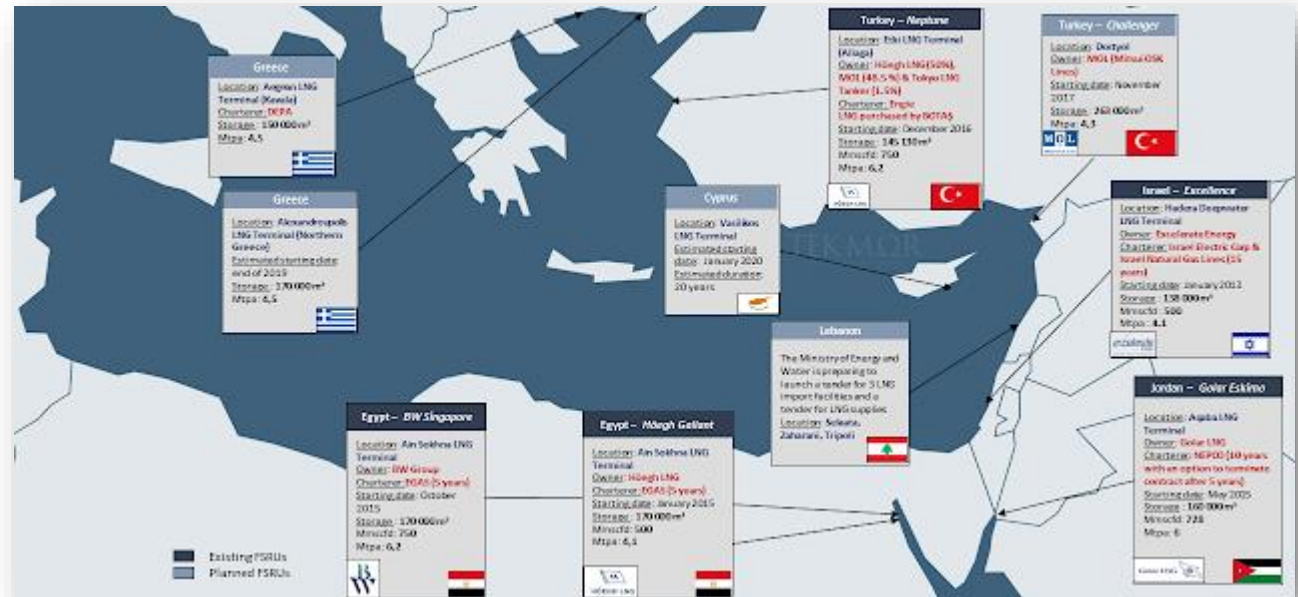 Greece
Location: Aegean LNG
Terminal (Kavala)
Charterer: DEPA
Storage: 150 000m³
Mtpa: 4,5
Greece
Location: Alexandroupolis
LNG Terminal (Northern
Greece)
Estimated starting date:
end of 2019
Storage: 170 000m³
Mtpa: 4,5
Turkey – Neptune
Location: Etki LNG Terminal
(Aliaga)
Owner: Höegh LNG (50%),
MOL (48.5 %) & Tokyo LNG
Tanker (1.5%)
Charterer: Engie
LNG purchased by BOTAŞ
Starting date: December 2016
Storage: 145 130m³
Mmscfd: 750
Mtpa: 6,2
HÖEGH LNG
Turkey – Challenger
Location: Dortyol
Owner: MOL (Mitsui OSK
Lines)
Starting date: November
2017
Storage: 263 000m³
Mtpa: 4,3
MOL
Cyprus
Location: Vasilikos
LNG Terminal
Estimated starting
date: January 2020
Estimated duration:
20 years
TEKMOR
Israel – Excellence
Location: Hadera Deepwater
LNG Terminal
Owner: Excelerate Energy
Charterer: Israel Electric Corp &
Israel Natural Gas Lines (15
years)
Starting date: January 2013
Storage: 138 000m³
Mmscfd: 500
Mtpa: 4.1
excelerate
Lebanon
The Ministry of Energy and
Water is preparing to
launch a tender for 3 LNG
import facilities and a
tender for LNG supplies
Location: Selaata,
Zaharani, Tripoli
Jordan – Golar Eskimo
Location: Aqaba LNG
Terminal
Owner: Golar LNG
Charterer: NEPCO (10 years
with an option to terminate
contract after 5 years)
Starting date: May 2015
Storage: 160 000m³
Mmscfd: 728
Mtpa: 6
Golar LNG
Egypt – BW Singapore
Location: Ain Sokhna LNG
Terminal
Owner: BW Group
Charterer: EGAS (5 years)
Starting date: October
2015
Storage: 170 000m³
Mmscfd: 750
Mtpa: 6,2
BW
Egypt – Höegh Gallant
Location: Ain Sokhna LNG
Terminal
Owner: Höegh LNG
Charterer: EGAS (5 years)
Starting date: January 2015
Storage: 170 000m³
Mmscfd: 500
Mtpa: 4,1
HÖEGH LNG
Existing FSRUs
Planned FSRUs